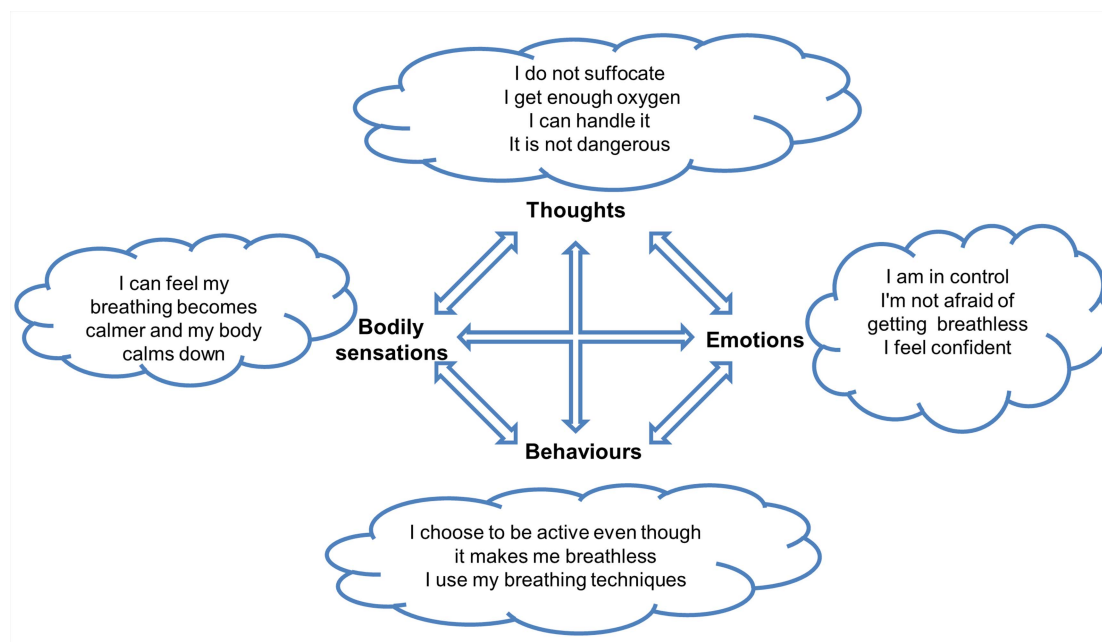 I do not suffocate
I get enough oxygen
I can handle it
It is not dangerous
Thoughts
I can feel my
breathing becomes
calmer and my body
calms down
Bodily
sensations
Emotions
I am in control
I'm not afraid of
getting breathless
I feel confident
Behaviours
I choose to be active even though
it makes me breathless
I use my breathing techniques